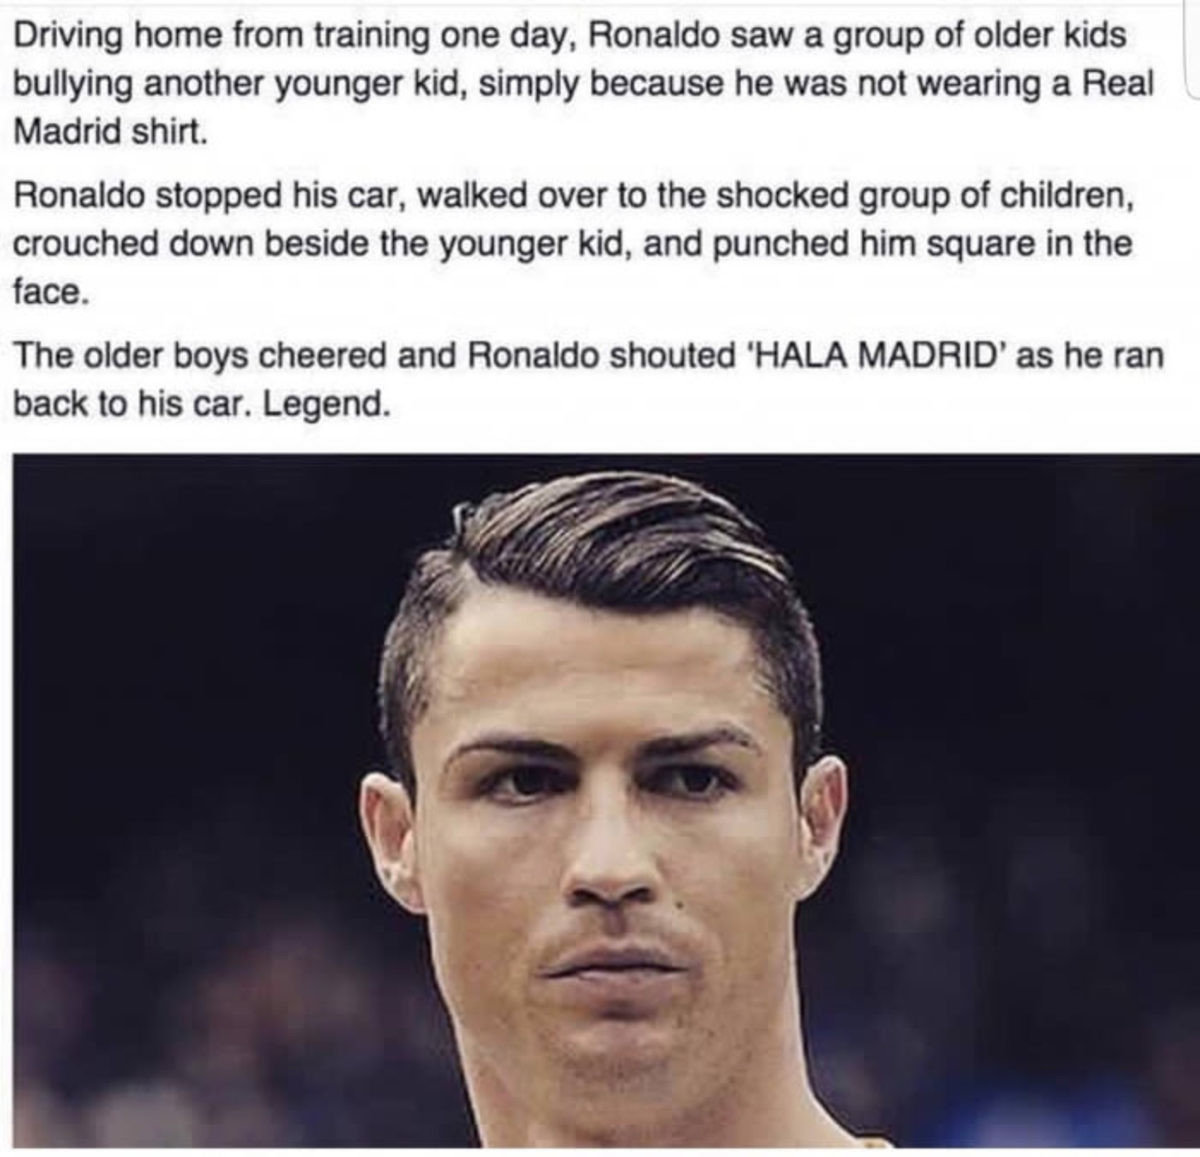 Driving home from training one day, Ronaldo saw a group of older kids
bullying another younger kid, simply because he was not wearing a Real
Madrid shirt.
Ronaldo stopped his car, walked over to the shocked group of children,
crouched down beside the younger kid, and punched him square in the
face.
The older boys cheered and Ronaldo shouted 'HALA MADRID' as he ran
back to his car. Legend.